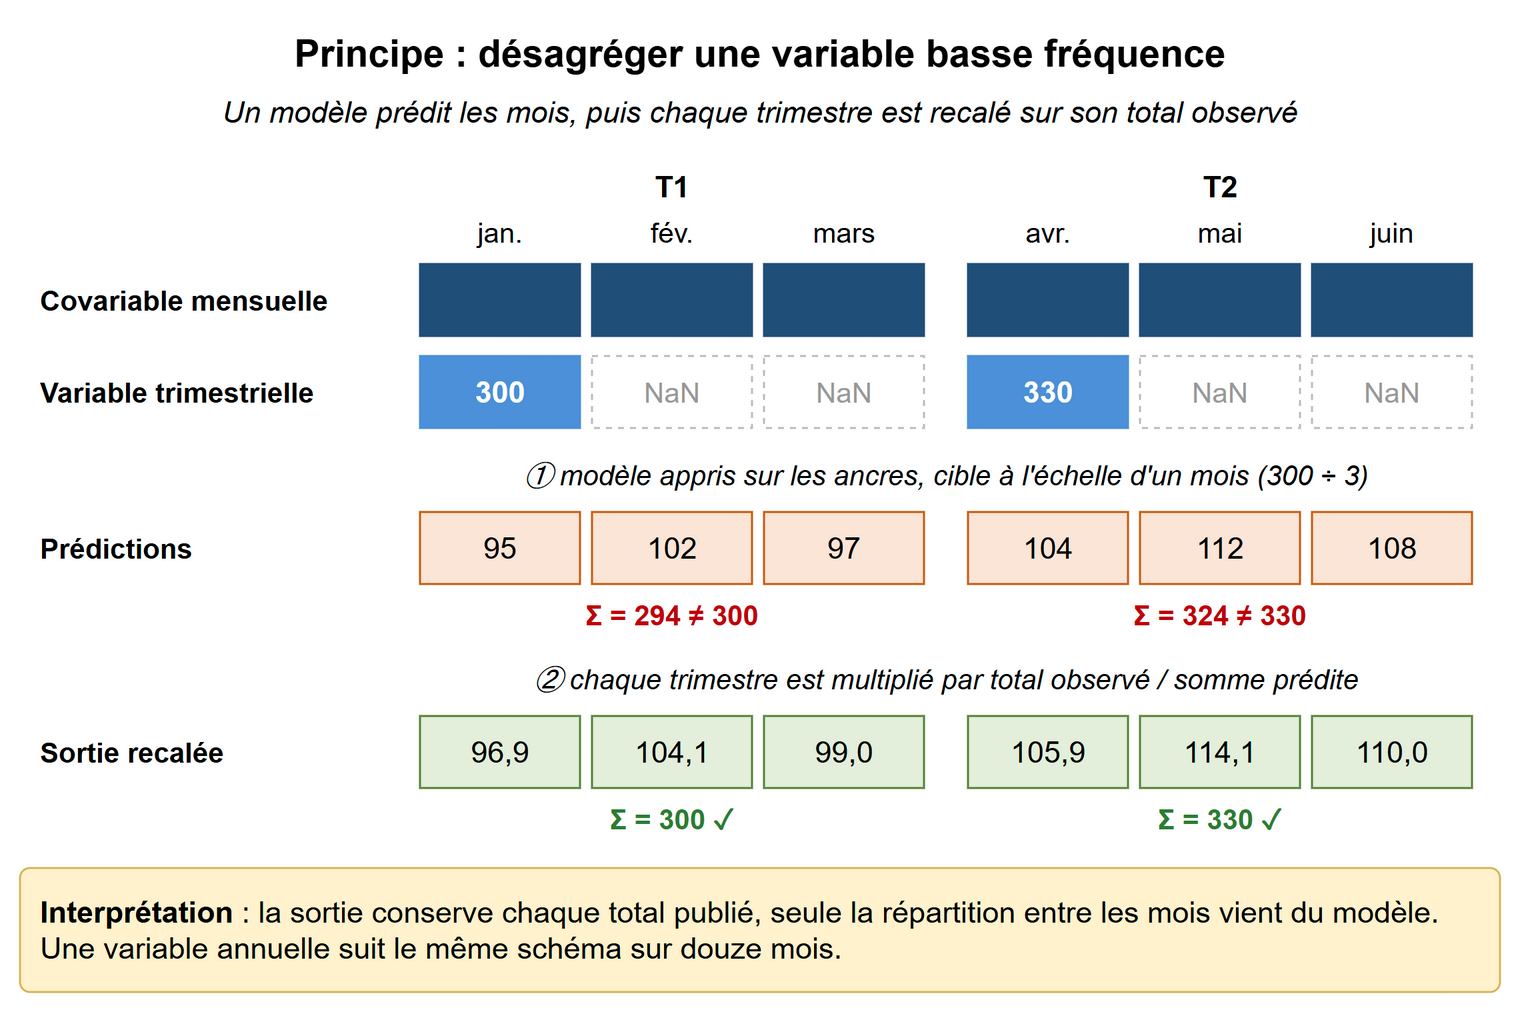 Principe : désagréger une variable basse fréquence
Un modèle prédit les mois, puis chaque trimestre est recalé sur son total observé
T1 T2
jan. fév. mars avr. mai juin
Covariable mensuelle
Variable trimestrielle 300 NaN NaN 330 NaN NaN
① modèle appris sur les ancres, cible à l'échelle d'un mois (300 ÷ 3)
Prédictions 95 102 97 104 112 108
Σ = 294 ≠ 300 Σ = 324 ≠ 330
② chaque trimestre est multiplié par total observé / somme prédite
Sortie recalée 96,9 104,1 99,0 105,9 114,1 110,0
Σ = 300 ✓ Σ = 330 ✓
Interprétation : la sortie conserve chaque total publié, seule la répartition entre les mois vient du modèle.
Une variable annuelle suit le même schéma sur douze mois.